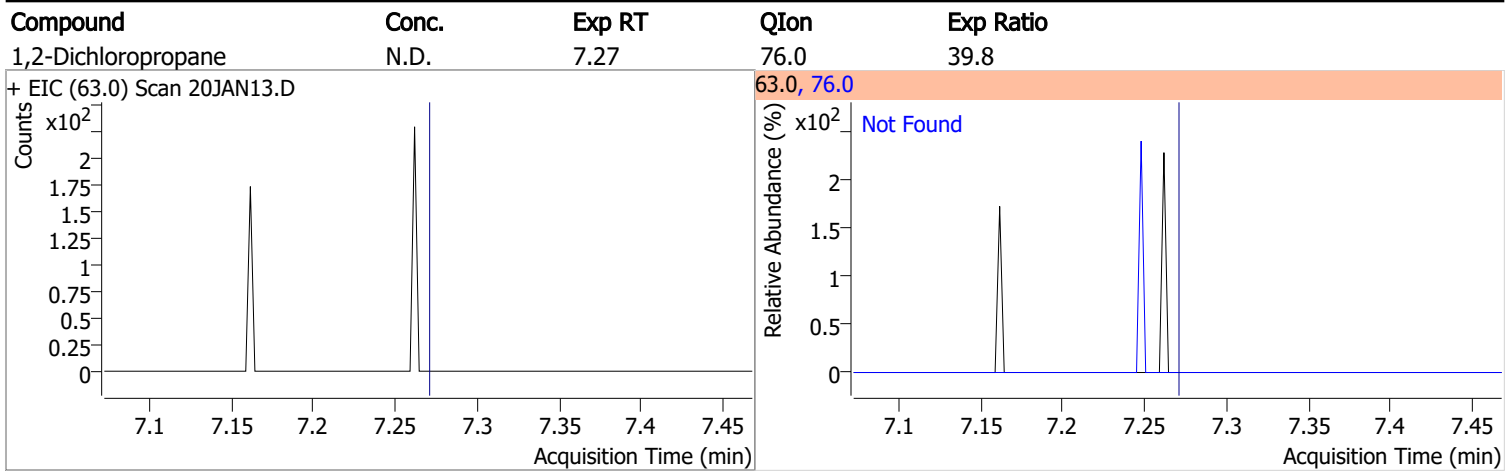 Compound Conc. Exp RT QIon Exp Ratio
1,2-Dichloropropane N.D. 7.27 76.0 39.8
+ EIC (63.0) Scan 20JAN13.D
Counts
x10²
2
1.75
1.5
1.25
1
0.75
0.5
0.25
0
7.1 7.15 7.2 7.25 7.3 7.35 7.4 7.45
Acquisition Time (min)
63.0, 76.0
Relative Abundance (%)
x10²
Not Found
2
1.5
1
0.5
0
7.1 7.15 7.2 7.25 7.3 7.35 7.4 7.45
Acquisition Time (min)